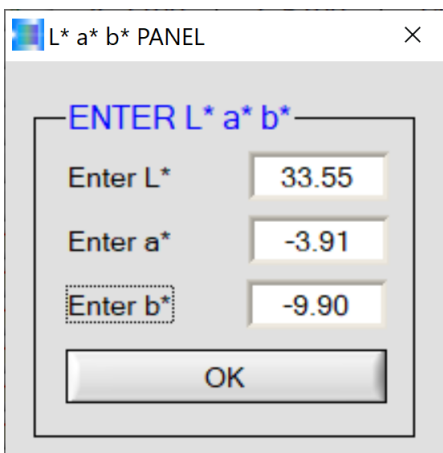 L* a* b* PANEL
ENTER L* a* b*
Enter L* 33.55
Enter a* -3.91
Enter b* -9.90
OK